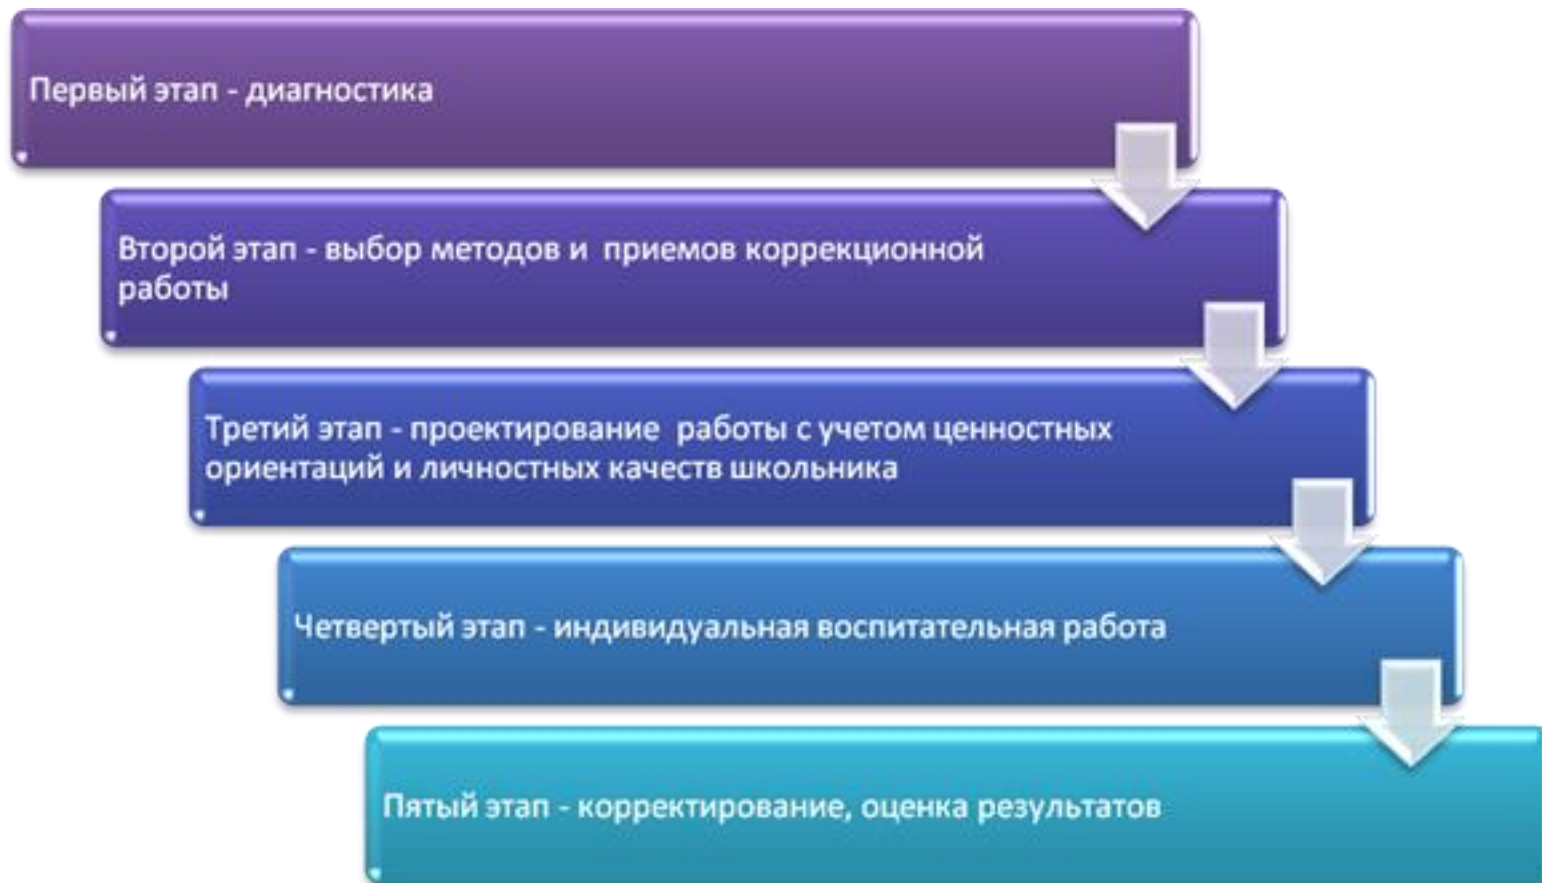 Первый этап - диагностика
Второй этап - выбор методов и приемов коррекционной
работы
Третий этап - проектирование работы с учетом ценностных
ориентаций и личностных качеств школьника
Четвертый этап - индивидуальная воспитательная работа
Пятый этап - корректирование, оценка результатов